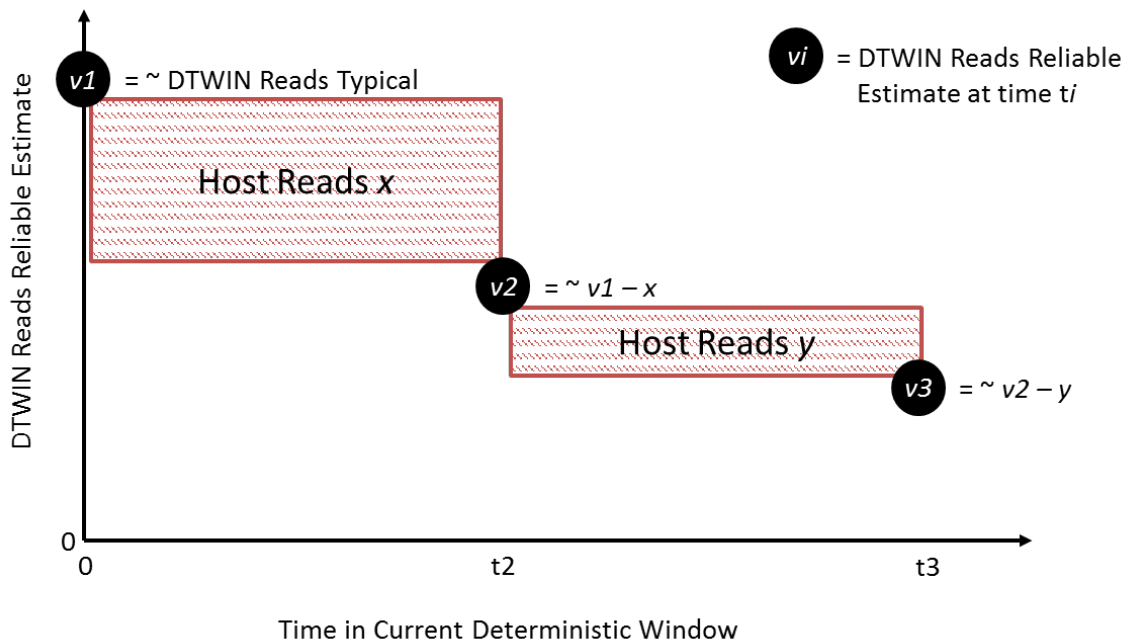 DTWIN Reads Reliable Estimate
v1 = ~ DTWIN Reads Typical
vi = DTWIN Reads Reliable
Estimate at time ti
Host Reads x
v2 = ~ v1 – x
Host Reads y
v3 = ~ v2 – y
0
0 t2 t3
Time in Current Deterministic Window